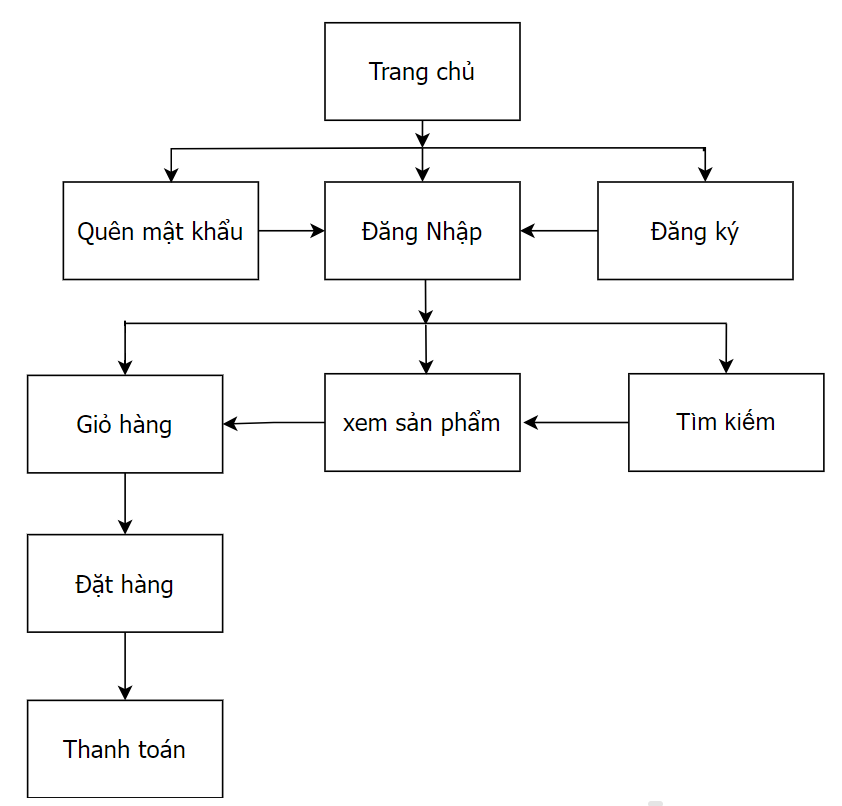 Trang chủ
Quên mật khẩu
Đăng Nhập
Đăng ký
Giỏ hàng
xem sản phẩm
Tìm kiếm
Đặt hàng
Thanh toán